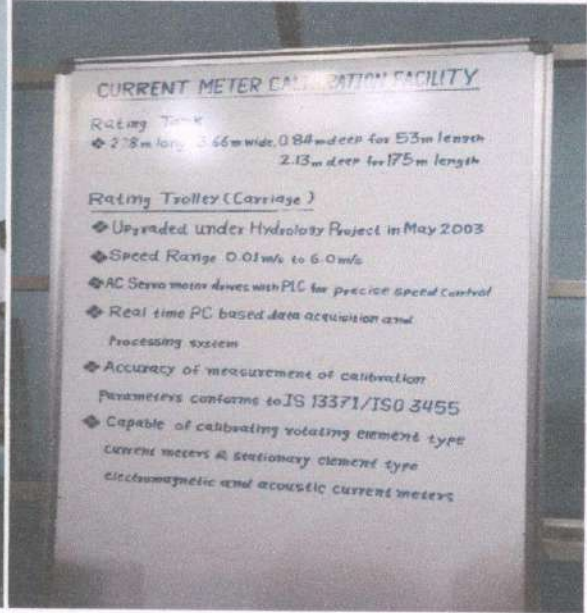 CURRENT METER CALIBRATION FACILITY
Rating Tank
❖ 228m long 3.66m wide, 0.84m deep for 53m length
2.13m deep for 175m length
Rating Trolley (Carriage)
❖ Upgraded under Hydrology Project in May 2003
❖ Speed Range 0.01m/s to 6.0m/s
❖ AC Servo motor drives with PLC for precise speed control
❖ Real time PC based data acquisition and
Processing system
❖ Accuracy of measurement of calibration
Parameters conforms to IS 13371/ISO 3455
❖ Capable of calibrating rotating element type
current meters & stationary element type
electromagnetic and acoustic current meters